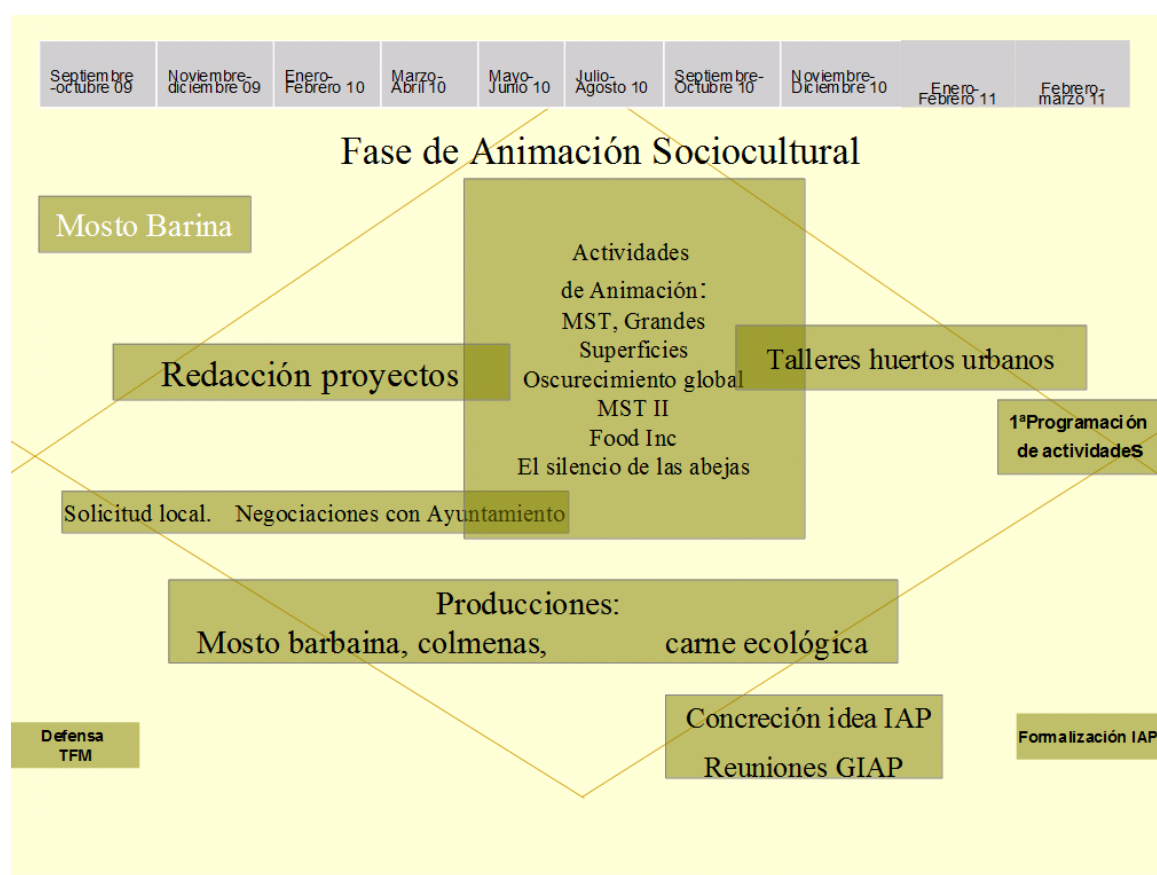 Septiembre
-octubre 09
Noviembre-
diciembre 09
Enero-
Febrero 10
Marzo-
Abril 10
Mayo-
Junio 10
Julio-
Agosto 10
Septiembre-
Octubre 10
Noviembre-
Diciembre 10
Enero-
Febrero 11
Febrero-
marzo 11
Fase de Animación Sociocultural
Mosto Barina
Actividades
de Animación:
MST, Grandes
Superficies
Oscurecimiento global
MST II
Food Inc
El silencio de las abejas
Redacción proyectos
Talleres huertos urbanos
1ªProgramación
de actividades
Solicitud local. Negociaciones con Ayuntamiento
Producciones:
Mosto barbaina, colmenas, carne ecológica
Concreción idea IAP
Reuniones GIAP
Defensa
TFM
Formalización IAP